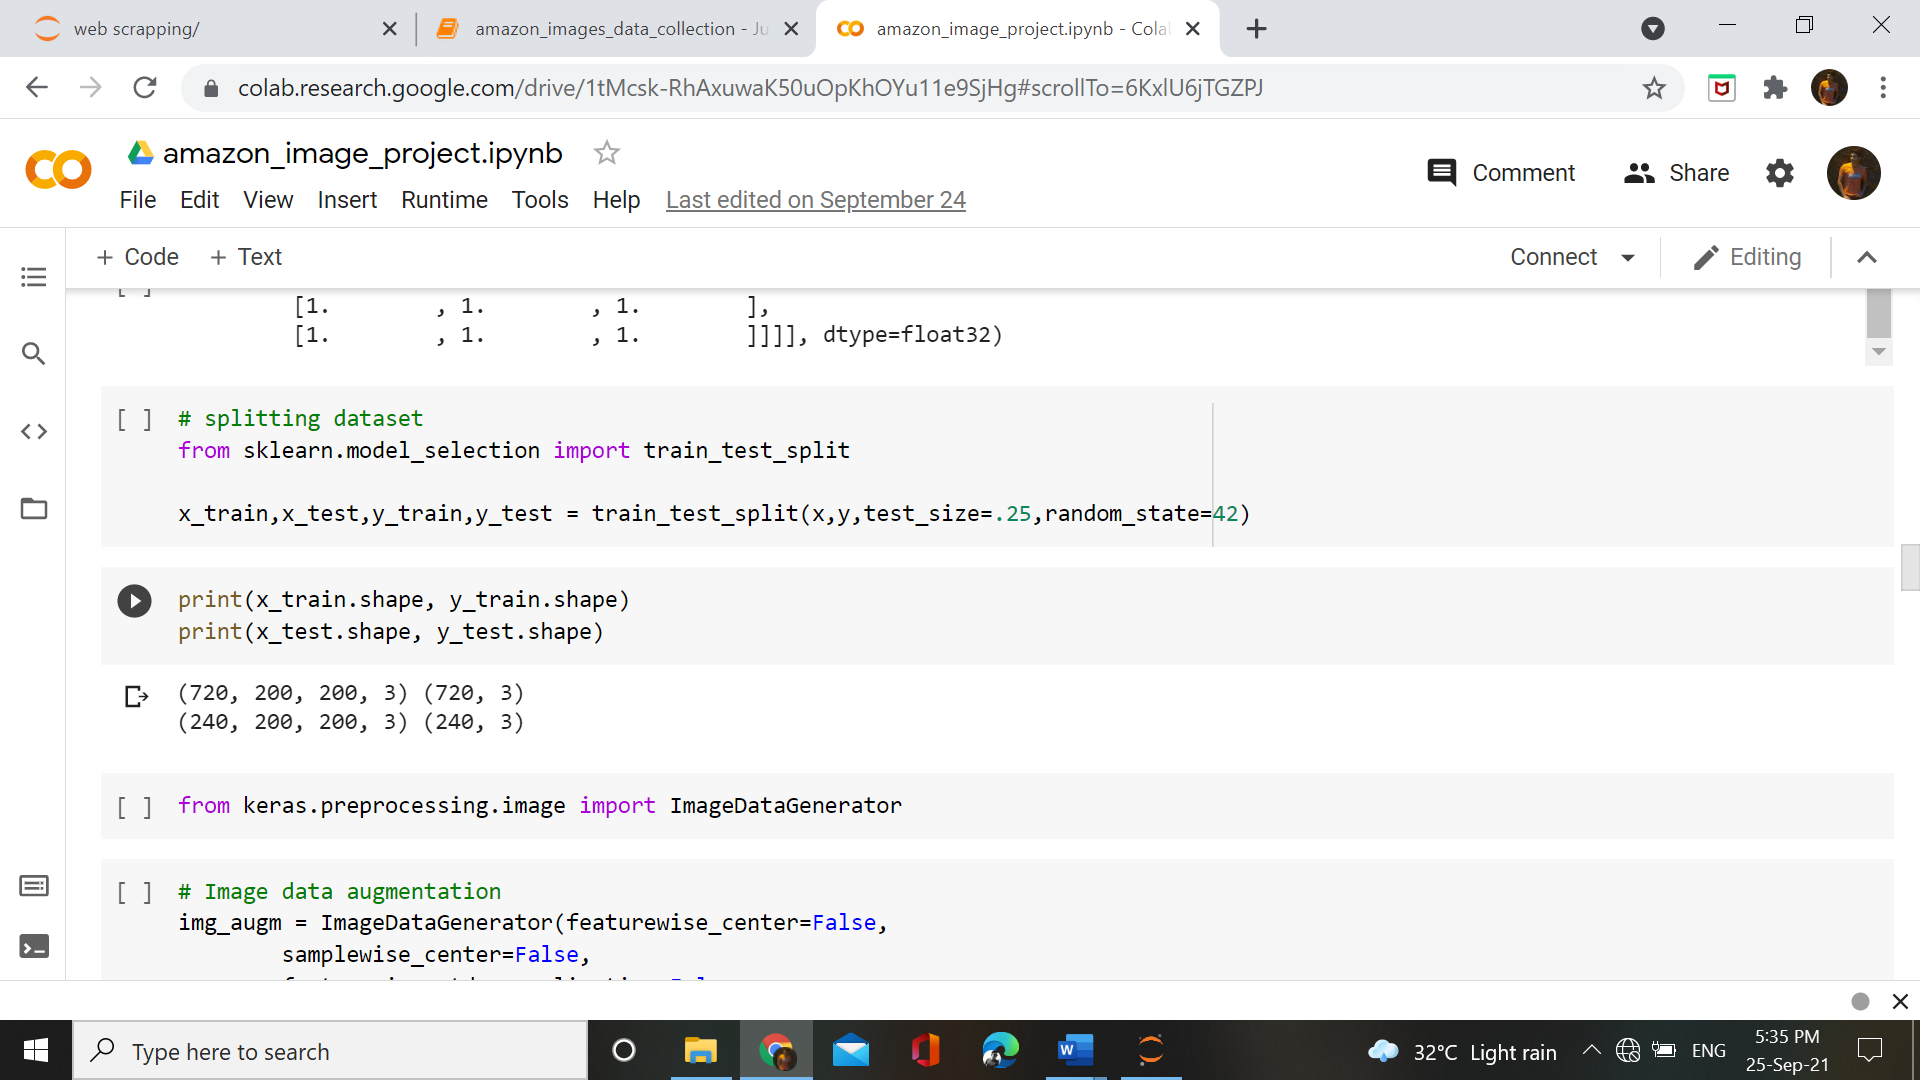 web scrapping/
amazon_images_data_collection - Ju
amazon_image_project.ipynb - Cola
colab.research.google.com/drive/1tMcsk-RhAxuwaK50uOpKhOYu11e9SjHg#scrollTo=6KxlU6jTGZPJ
amazon_image_project.ipynb
File Edit View Insert Runtime Tools Help Last edited on September 24
Comment Share
+ Code + Text
Connect Editing
[1. , 1. , 1. ],
[1. , 1. , 1. ]]]], dtype=float32)
[ ] # splitting dataset
from sklearn.model_selection import train_test_split
x_train,x_test,y_train,y_test = train_test_split(x,y,test_size=.25,random_state=42)
print(x_train.shape, y_train.shape)
print(x_test.shape, y_test.shape)
(720, 200, 200, 3) (720, 3)
(240, 200, 200, 3) (240, 3)
[ ] from keras.preprocessing.image import ImageDataGenerator
[ ] # Image data augmentation
img_augm = ImageDataGenerator(featurewise_center=False,
samplewise_center=False,
Type here to search
32°C Light rain
ENG
5:35 PM
25-Sep-21